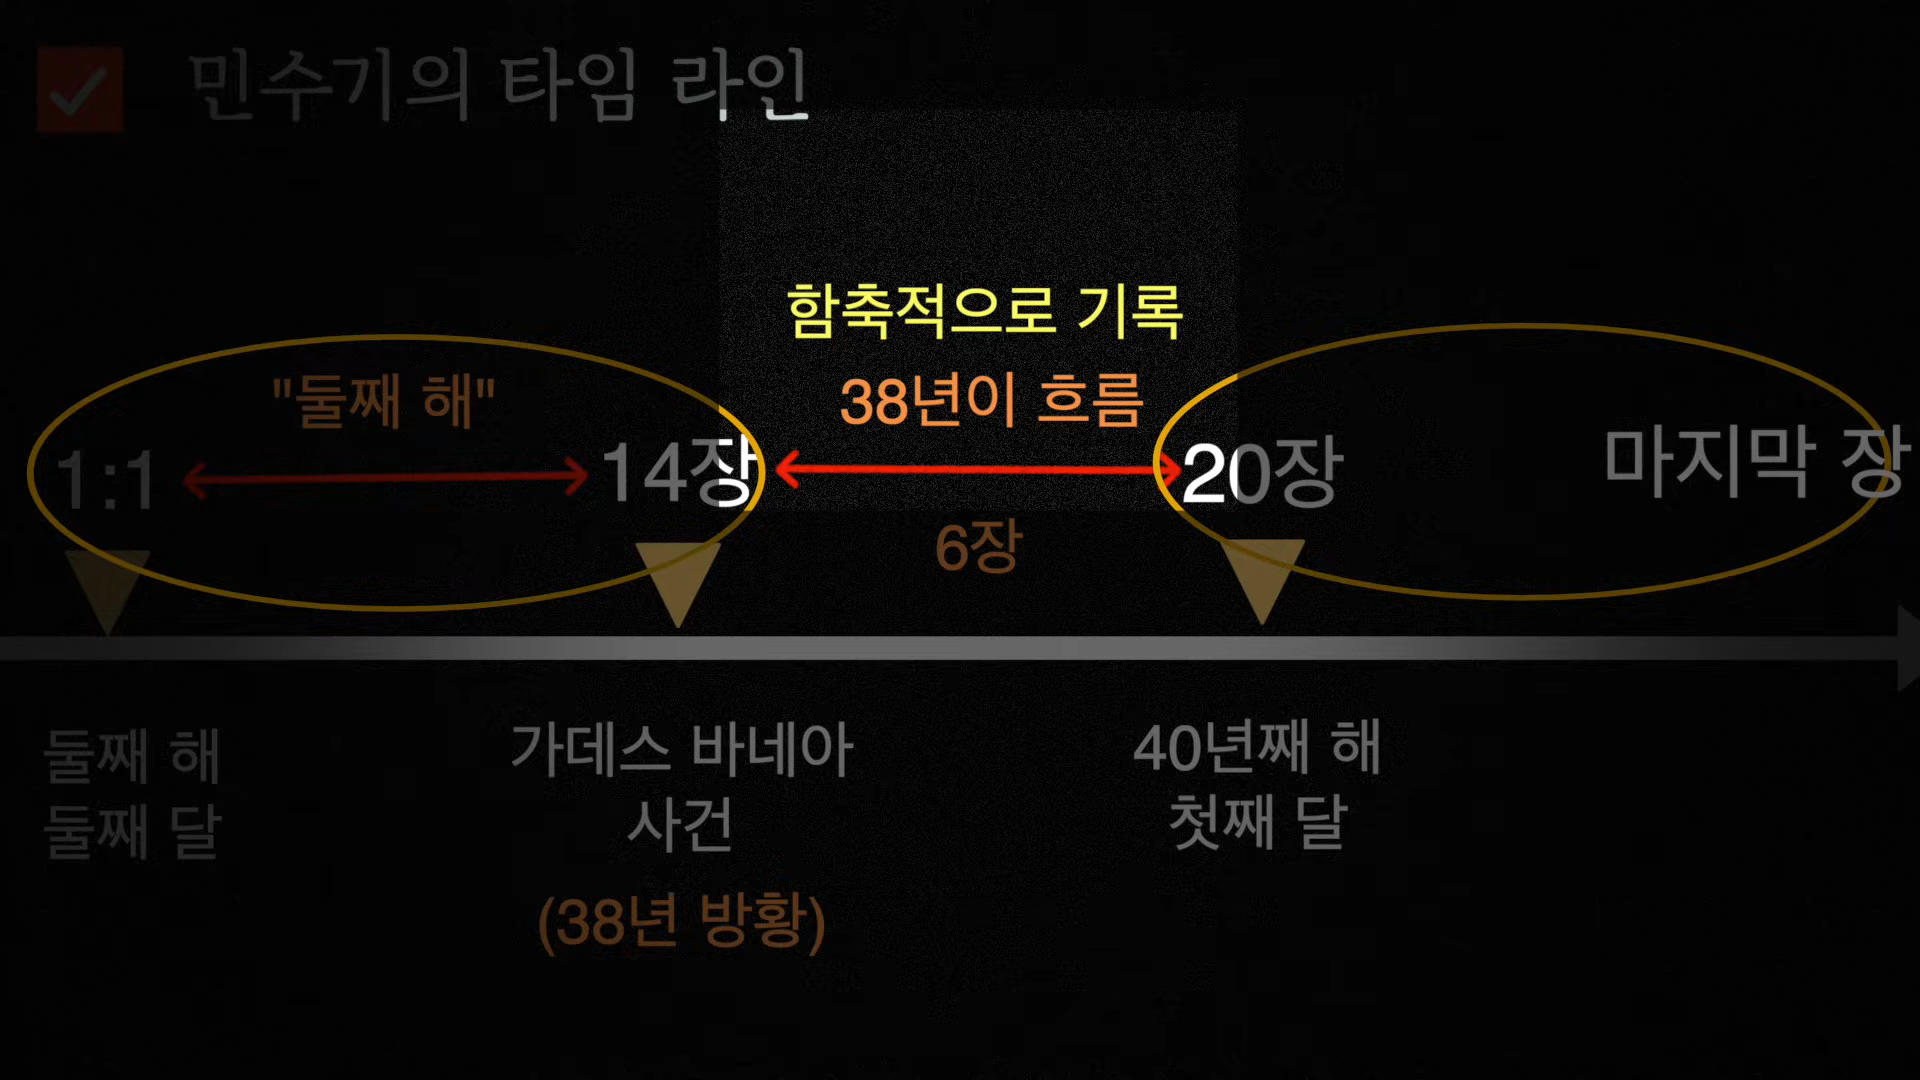 민수기의 타임 라인
함축적으로 기록
"둘째 해"
38년이 흐름
1:1
14장
20장
마지막 장
6장
둘째 해
둘째 달
가데스 바네아
사건
(38년 방황)
40년째 해
첫째 달